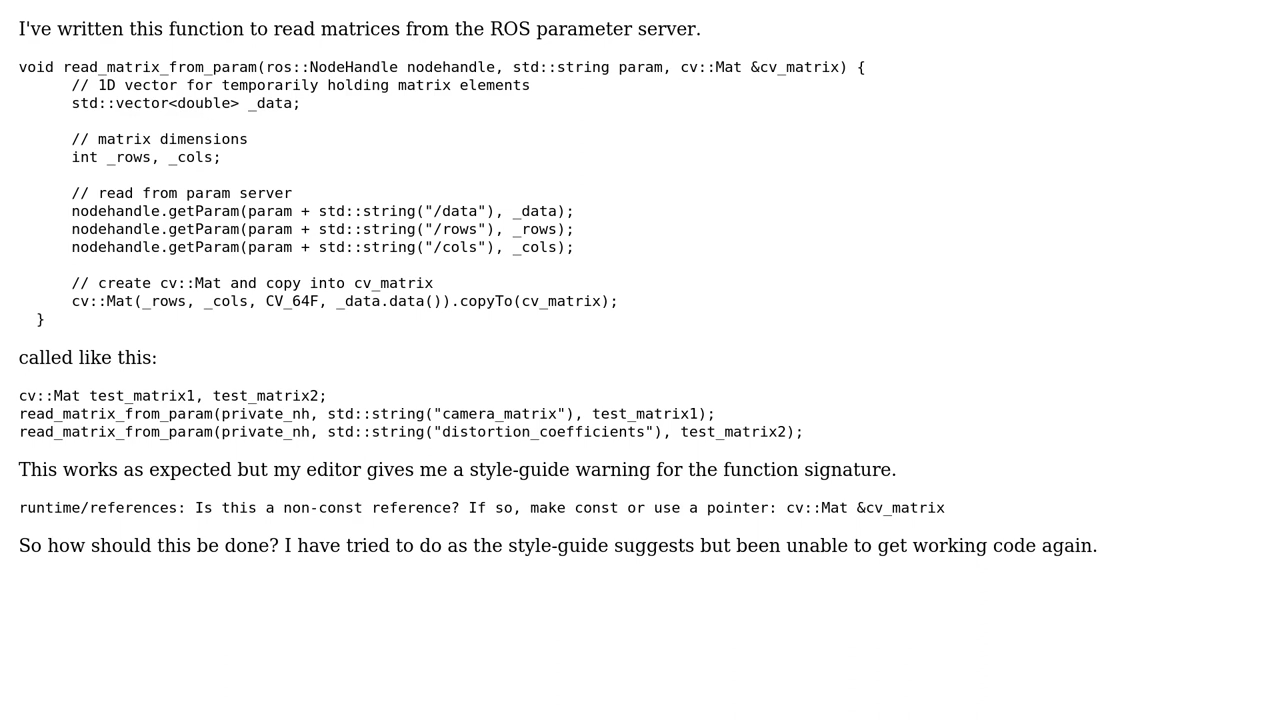 I've written this function to read matrices from the ROS parameter server.
void read_matrix_from_param(ros::NodeHandle nodehandle, std::string param, cv::Mat &cv_matrix) {
// 1D vector for temporarily holding matrix elements
std::vector<double> _data;
// matrix dimensions
int _rows, _cols;
// read from param server
nodehandle.getParam(param + std::string("/data"), _data);
nodehandle.getParam(param + std::string("/rows"), _rows);
nodehandle.getParam(param + std::string("/cols"), _cols);
// create cv::Mat and copy into cv_matrix
cv::Mat(_rows, _cols, CV_64F, _data.data()).copyTo(cv_matrix);
}
called like this:
cv::Mat test_matrix1, test_matrix2;
read_matrix_from_param(private_nh, std::string("camera_matrix"), test_matrix1);
read_matrix_from_param(private_nh, std::string("distortion_coefficients"), test_matrix2);
This works as expected but my editor gives me a style-guide warning for the function signature.
runtime/references: Is this a non-const reference? If so, make const or use a pointer: cv::Mat &cv_matrix
So how should this be done? I have tried to do as the style-guide suggests but been unable to get working code again.